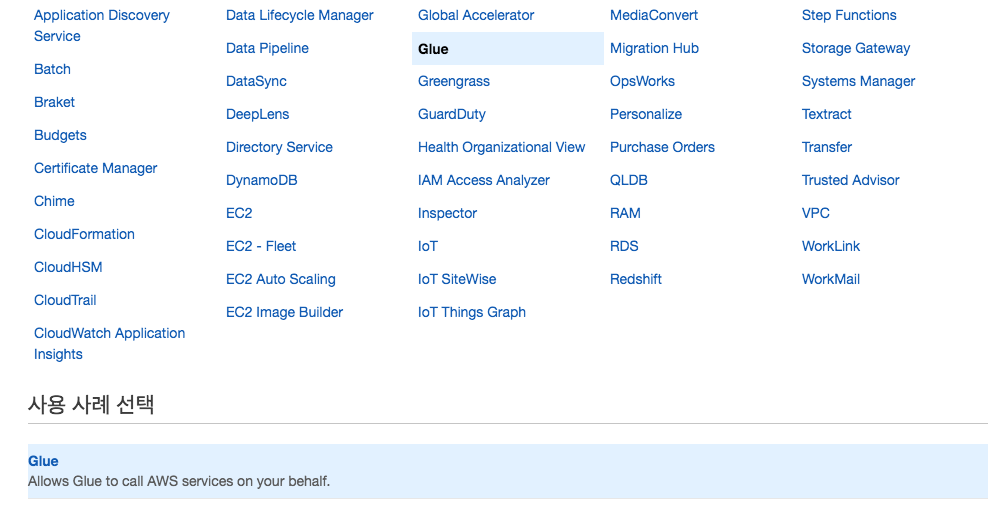 Application Discovery
Service
Batch
Braket
Budgets
Certificate Manager
Chime
CloudFormation
CloudHSM
CloudTrail
CloudWatch Application
Insights
Data Lifecycle Manager
Data Pipeline
DataSync
DeepLens
Directory Service
DynamoDB
EC2
EC2 - Fleet
EC2 Auto Scaling
EC2 Image Builder
Global Accelerator
Glue
Greengrass
GuardDuty
Health Organizational View
IAM Access Analyzer
Inspector
IoT
IoT SiteWise
IoT Things Graph
MediaConvert
Migration Hub
OpsWorks
Personalize
Purchase Orders
QLDB
RAM
RDS
Redshift
Step Functions
Storage Gateway
Systems Manager
Textract
Transfer
Trusted Advisor
VPC
WorkLink
WorkMail
사용 사례 선택
Glue
Allows Glue to call AWS services on your behalf.